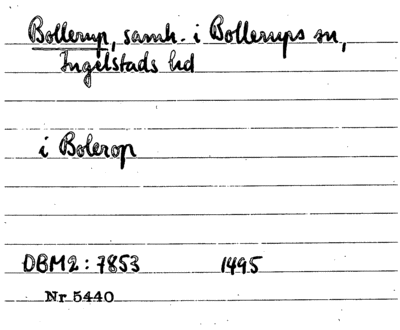 Bollerup, samh. i Bollerups sn,
Ingelstads hd
i Bolerop
DBM2: 7853 1495
Nr 5440